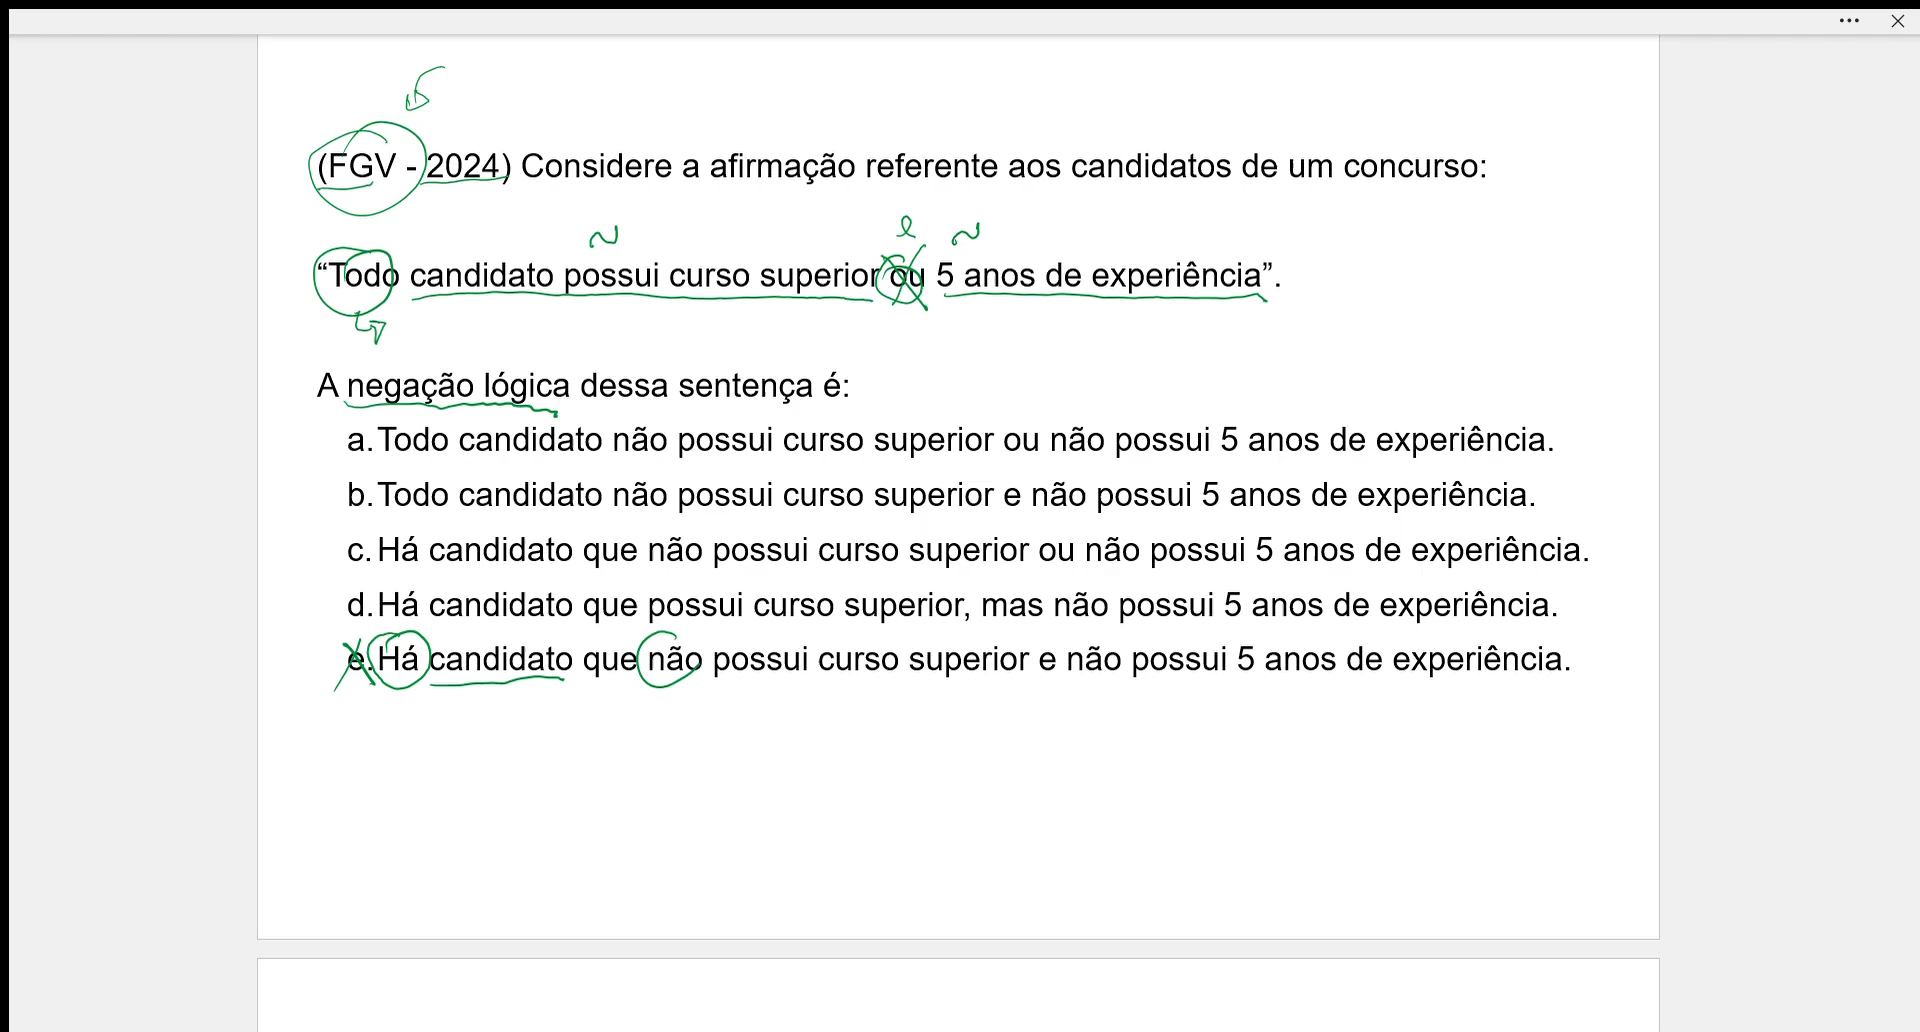 (FGV - 2024) Considere a afirmação referente aos candidatos de um concurso:
~ e ~
“Todo candidato possui curso superior ou 5 anos de experiência”.
A negação lógica dessa sentença é:
a. Todo candidato não possui curso superior ou não possui 5 anos de experiência.
b. Todo candidato não possui curso superior e não possui 5 anos de experiência.
c. Há candidato que não possui curso superior ou não possui 5 anos de experiência.
d. Há candidato que possui curso superior, mas não possui 5 anos de experiência.
e. Há candidato que não possui curso superior e não possui 5 anos de experiência.